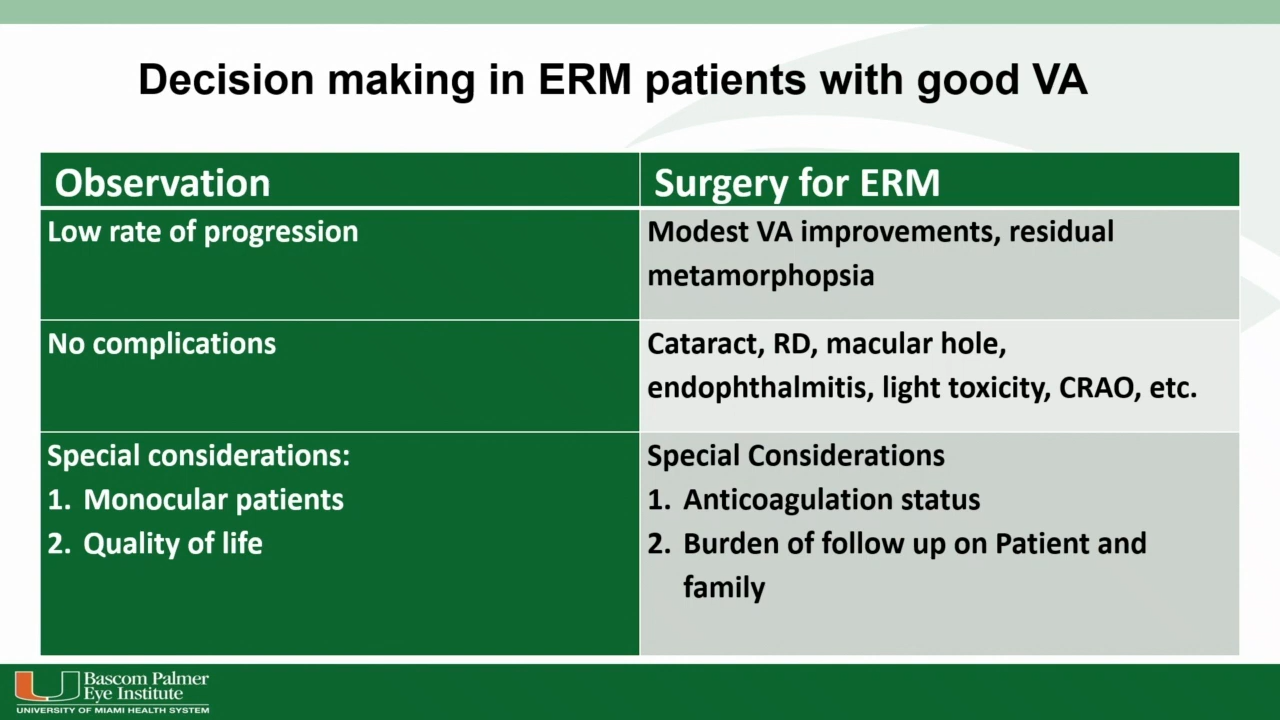 Decision making in ERM patients with good VA
Observation
Surgery for ERM
Low rate of progression
Modest VA improvements, residual
metamorphopsia
No complications
Cataract, RD, macular hole,
endophthalmitis, light toxicity, CRAO, etc.
Special considerations:
1. Monocular patients
2. Quality of life
Special Considerations
1. Anticoagulation status
2. Burden of follow up on Patient and
family
Bascom Palmer
Eye Institute
UNIVERSITY OF MIAMI HEALTH SYSTEM